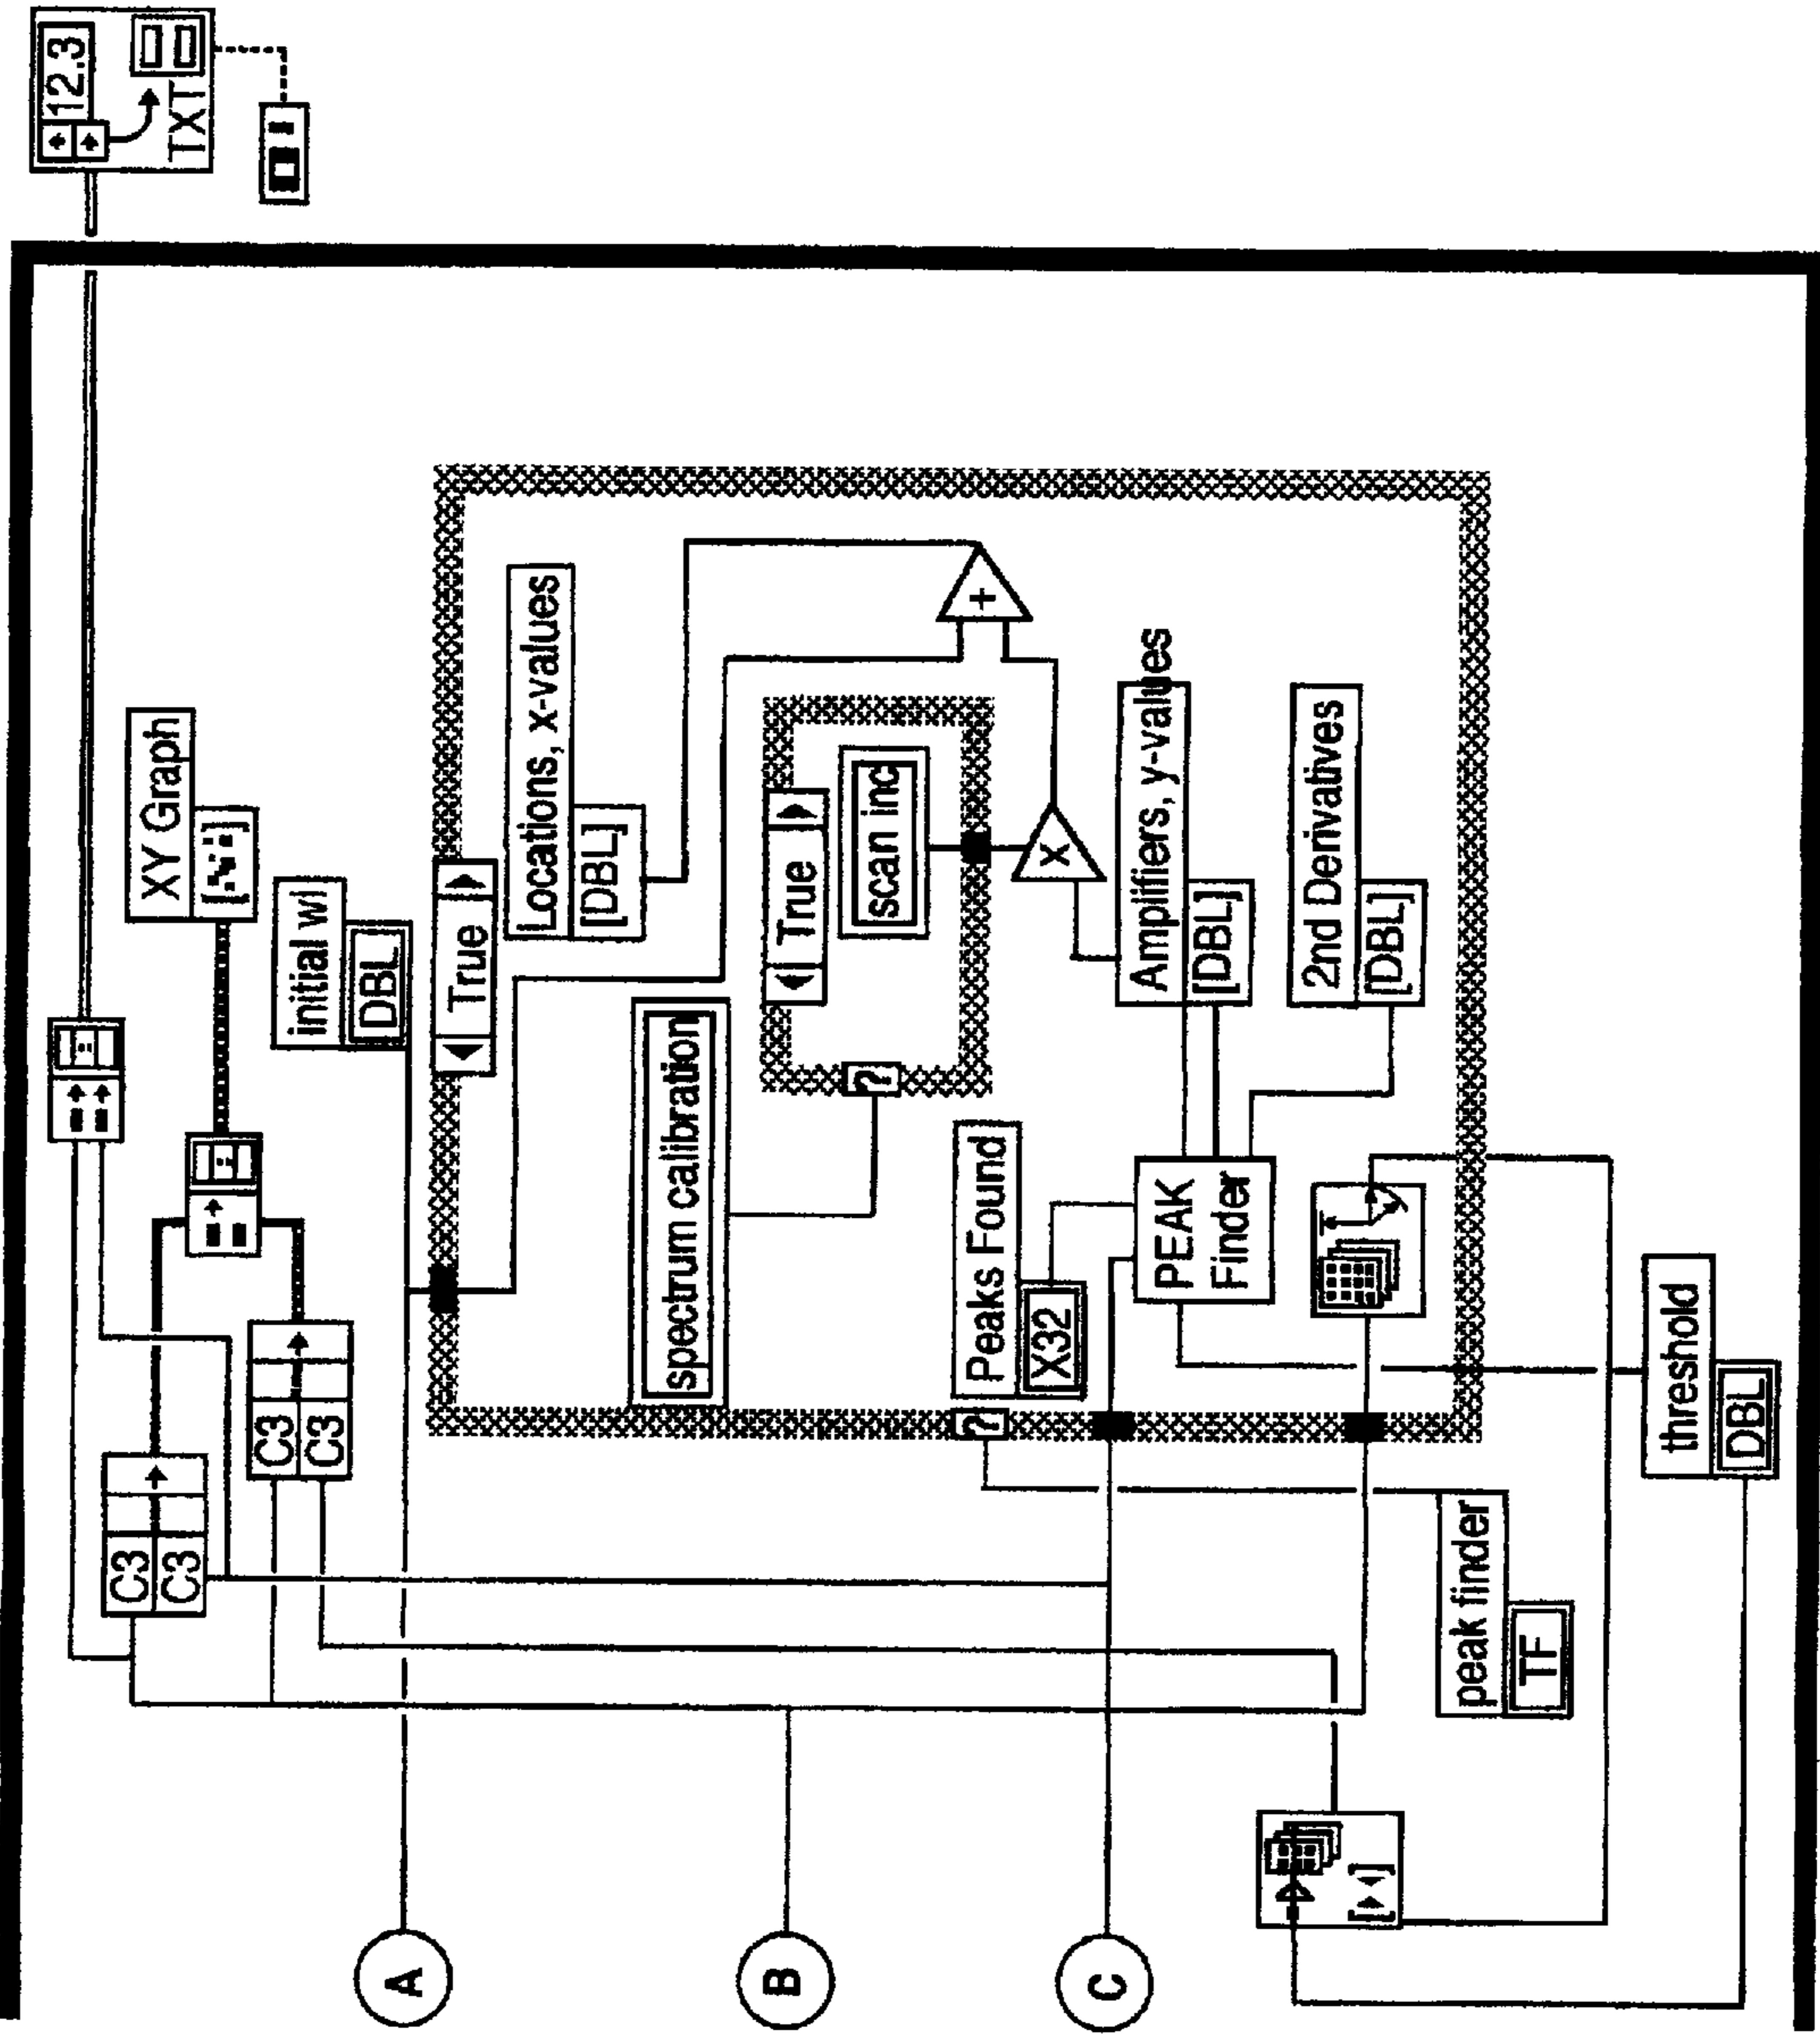 12.3
TXT
XY Graph
initial wl
DBL
C3
C3
C3
C3
True
Locations, x-values
[DBL]
+
spectrum calibration
True
scan inc
?
x
Peaks Found
X32
?
PEAK
Finder
Amplifiers, y-values
[DBL]
2nd Derivatives
[DBL]
peak finder
TF
threshold
DBL
A
B
C